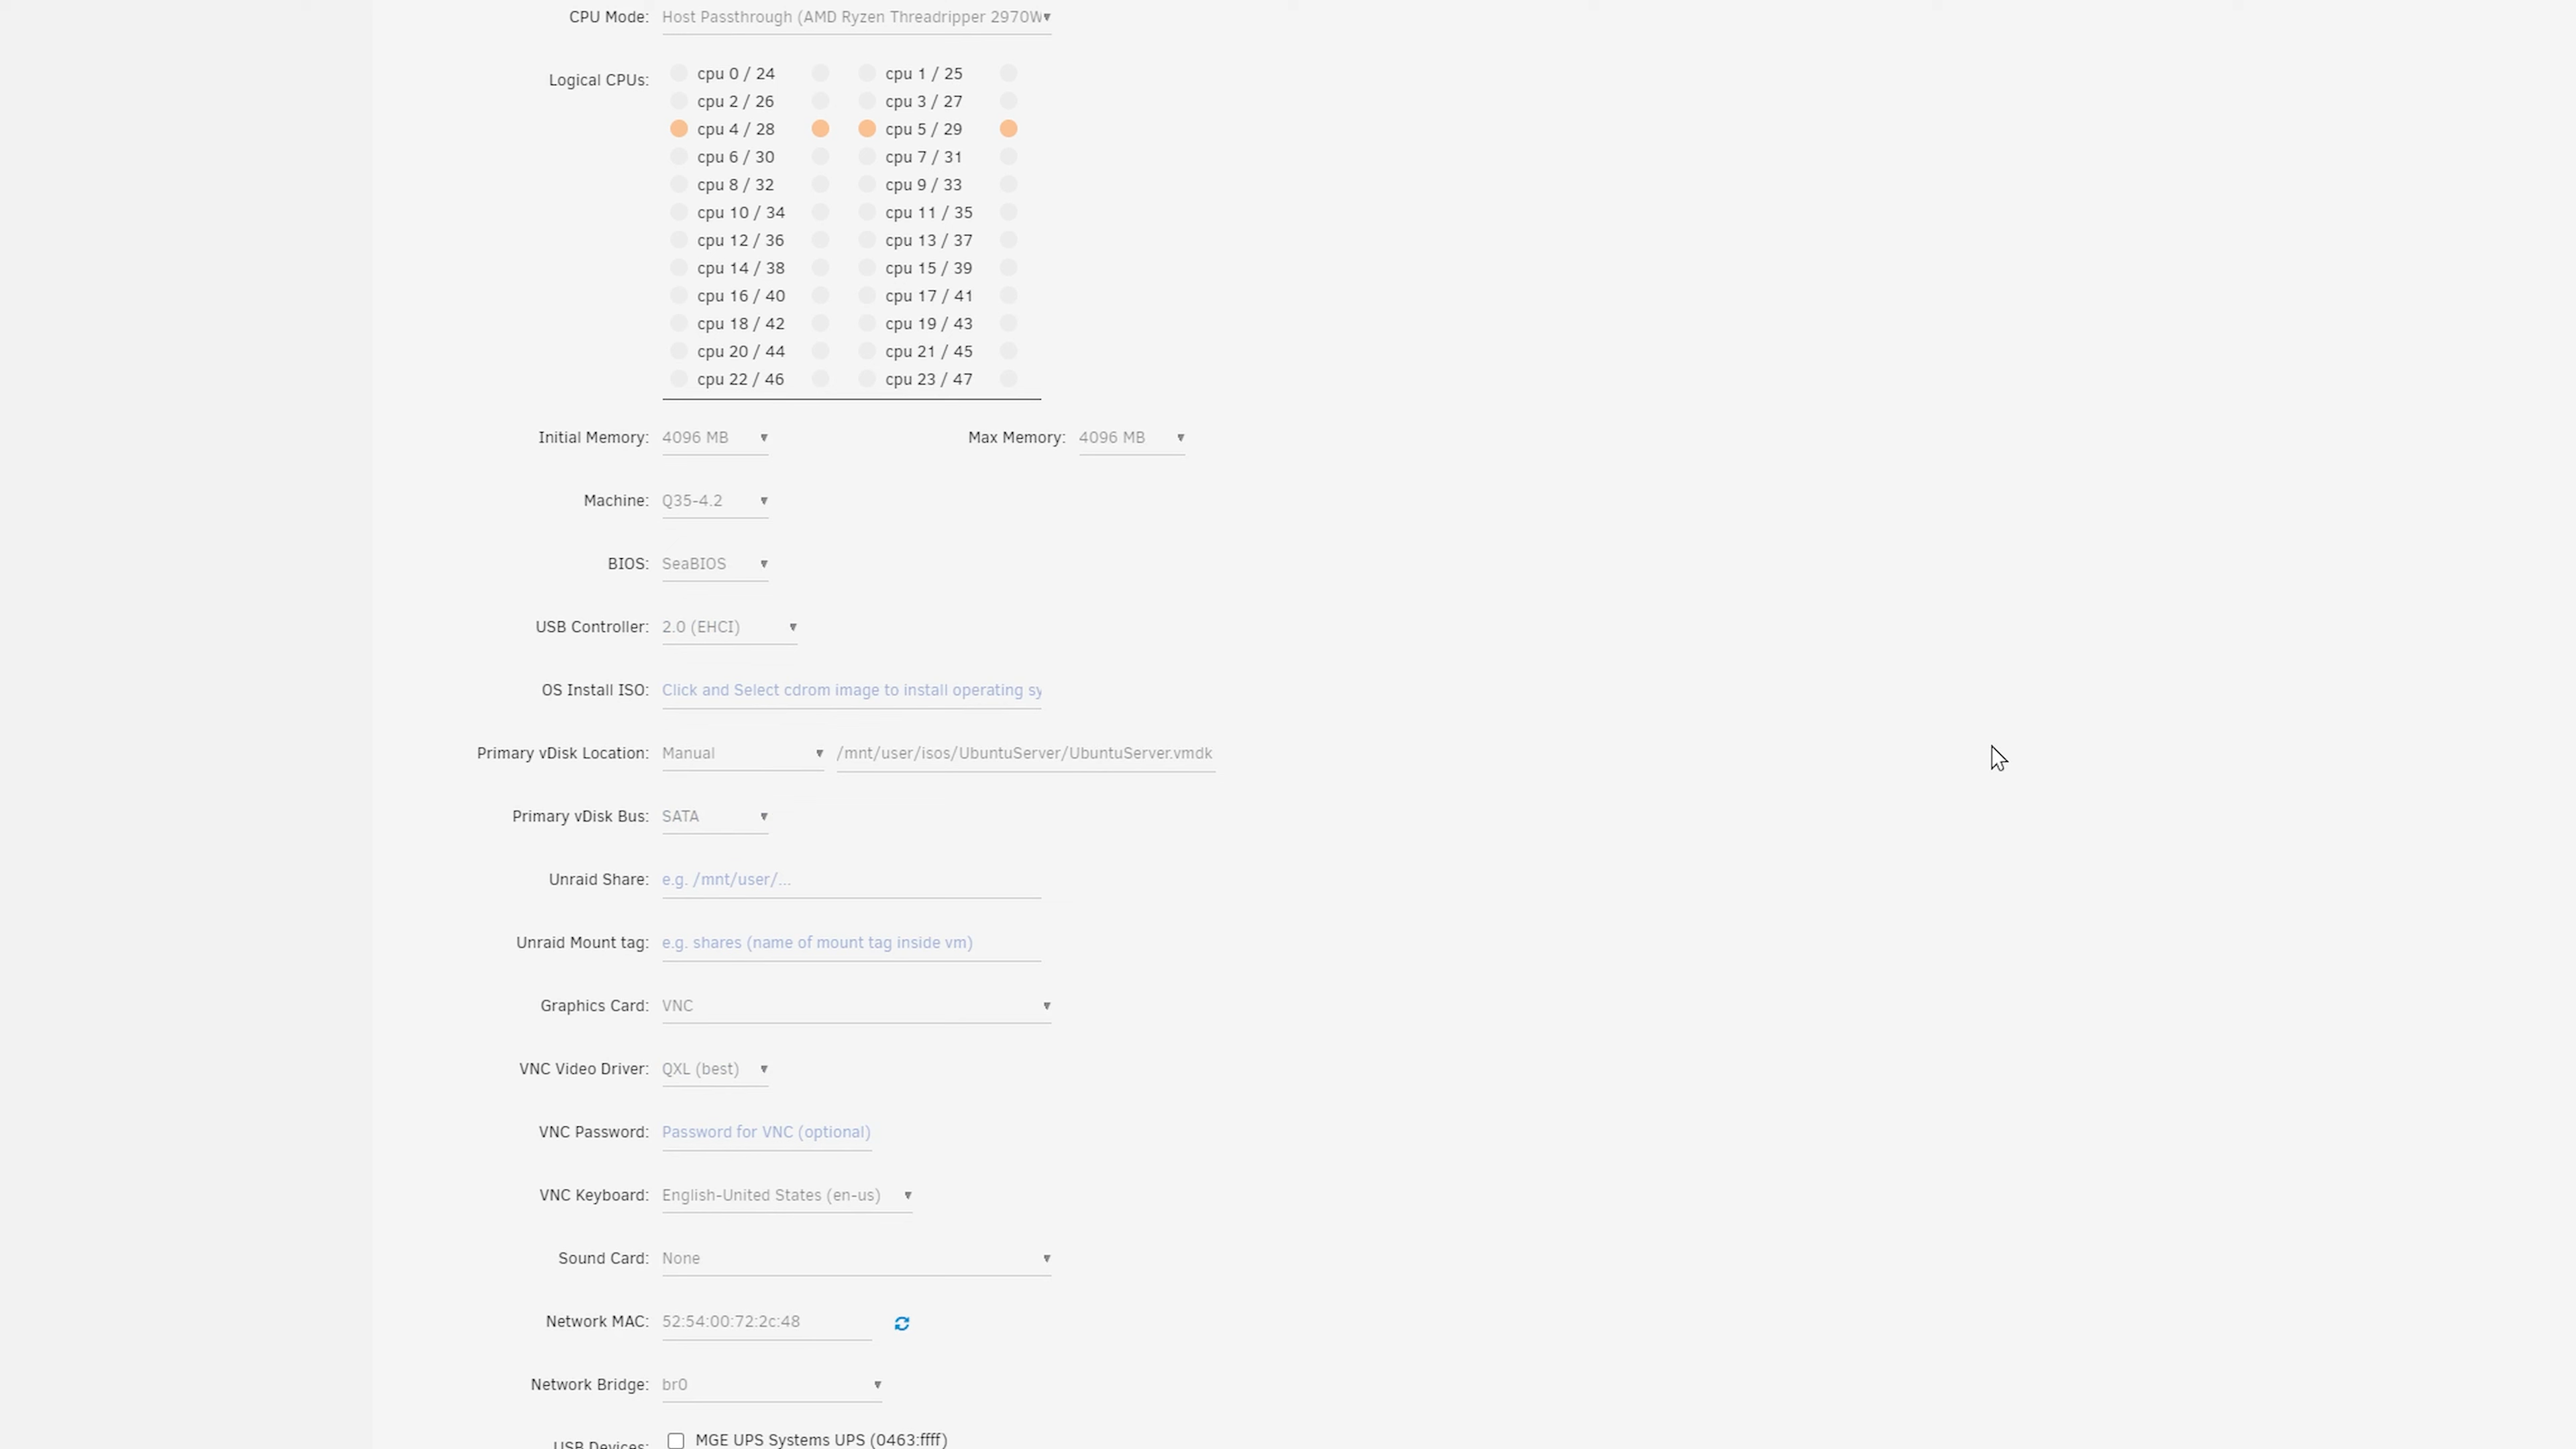 CPU Mode: Host Passthrough (AMD Ryzen Threadripper 2970W
Logical CPUs: cpu 0 / 24 cpu 1 / 25
cpu 2 / 26 cpu 3 / 27
cpu 4 / 28 cpu 5 / 29
cpu 6 / 30 cpu 7 / 31
cpu 8 / 32 cpu 9 / 33
cpu 10 / 34 cpu 11 / 35
cpu 12 / 36 cpu 13 / 37
cpu 14 / 38 cpu 15 / 39
cpu 16 / 40 cpu 17 / 41
cpu 18 / 42 cpu 19 / 43
cpu 20 / 44 cpu 21 / 45
cpu 22 / 46 cpu 23 / 47
Initial Memory: 4096 MB Max Memory: 4096 MB
Machine: Q35-4.2
BIOS: SeaBIOS
USB Controller: 2.0 (EHCI)
OS Install ISO: Click and Select cdrom image to install operating sy
Primary vDisk Location: Manual /mnt/user/isos/UbuntuServer/UbuntuServer.vmdk
Primary vDisk Bus: SATA
Unraid Share: e.g. /mnt/user/...
Unraid Mount tag: e.g. shares (name of mount tag inside vm)
Graphics Card: VNC
VNC Video Driver: QXL (best)
VNC Password: Password for VNC (optional)
VNC Keyboard: English-United States (en-us)
Sound Card: None
Network MAC: 52:54:00:72:2c:48
Network Bridge: br0
USB Devices: MGE UPS Systems UPS (0463:ffff)